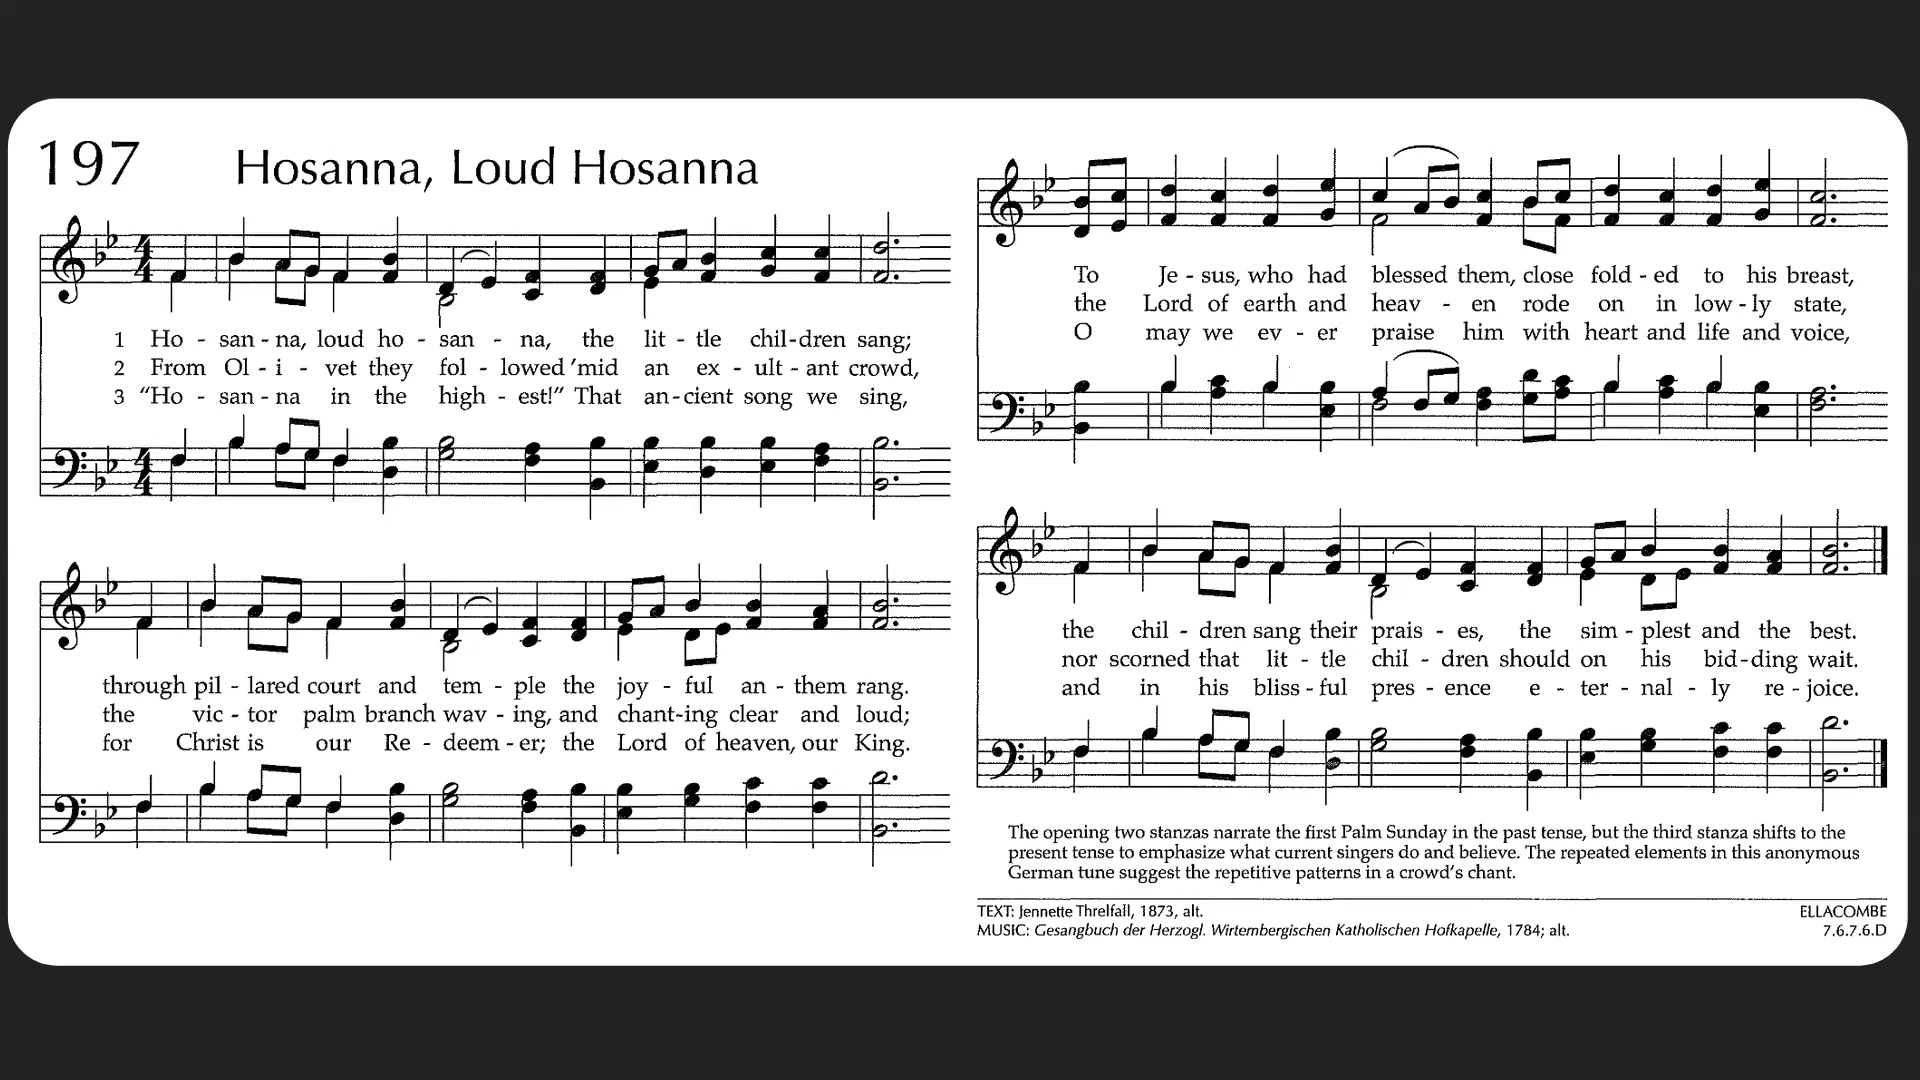 197 Hosanna, Loud Hosanna
4
4
1 Ho - san - na, loud ho - san - na, the lit - tle chil-dren sang;
2 From Ol - i - vet they fol - lowed 'mid an ex - ult - ant crowd,
3 “Ho - san - na in the high - est!” That an-cient song we sing,
4
4
through pil - lared court and tem - ple the joy - ful an - them rang.
the vic - tor palm branch wav - ing, and chant-ing clear and loud;
for Christ is our Re - deem - er; the Lord of heaven, our King.
To Je - sus, who had blessed them, close fold - ed to his breast,
the Lord of earth and heav - en rode on in low - ly state,
O may we ev - er praise him with heart and life and voice,
the chil - dren sang their prais - es, the sim - plest and the best.
nor scorned that lit - tle chil - dren should on his bid-ding wait.
and in his bliss - ful pres - ence e - ter - nal - ly re - joice.
The opening two stanzas narrate the first Palm Sunday in the past tense, but the third stanza shifts to the
present tense to emphasize what current singers do and believe. The repeated elements in this anonymous
German tune suggest the repetitive patterns in a crowd's chant.
TEXT: Jennette Threlfall, 1873, alt. ELLACOMBE
MUSIC: Gesangbuch der Herzogl. Wirtembergischen Katholischen Hofkapelle, 1784; alt. 7.6.7.6.D